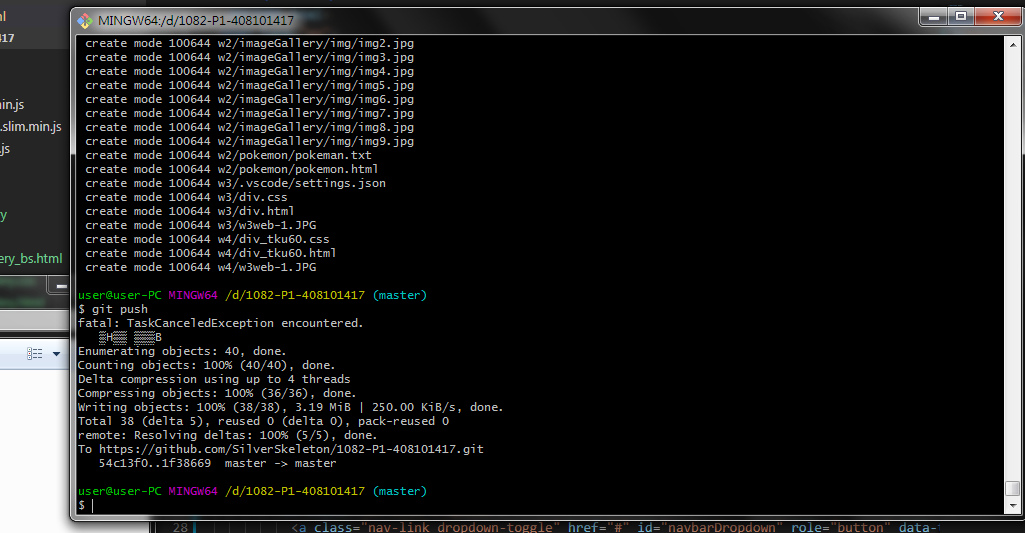 MINGW64:/d/1082-P1-408101417
create mode 100644 w2/imageGallery/img/img2.jpg
create mode 100644 w2/imageGallery/img/img3.jpg
create mode 100644 w2/imageGallery/img/img4.jpg
create mode 100644 w2/imageGallery/img/img5.jpg
create mode 100644 w2/imageGallery/img/img6.jpg
create mode 100644 w2/imageGallery/img/img7.jpg
create mode 100644 w2/imageGallery/img/img8.jpg
create mode 100644 w2/imageGallery/img/img9.jpg
create mode 100644 w2/pokemon/pokeman.txt
create mode 100644 w2/pokemon/pokemon.html
create mode 100644 w3/.vscode/settings.json
create mode 100644 w3/div.css
create mode 100644 w3/div.html
create mode 100644 w3/w3web-1.JPG
create mode 100644 w4/div_tku60.css
create mode 100644 w4/div_tku60.html
create mode 100644 w4/w3web-1.JPG
user@user-PC MINGW64 /d/1082-P1-408101417 (master)
$ git push
fatal: TaskCanceledException encountered.
H B
Enumerating objects: 40, done.
Counting objects: 100% (40/40), done.
Delta compression using up to 4 threads
Compressing objects: 100% (36/36), done.
Writing objects: 100% (38/38), 3.19 MiB | 250.00 KiB/s, done.
Total 38 (delta 5), reused 0 (delta 0), pack-reused 0
remote: Resolving deltas: 100% (5/5), done.
To https://github.com/SilverSkeleton/1082-P1-408101417.git
54c13f0..1f38669 master -> master
user@user-PC MINGW64 /d/1082-P1-408101417 (master)
$
ml
417
min.js
.slim.min.js
.js
ry
ery_bs.html
28 <a class="nav-link dropdown-toggle" href="#" id="navbarDropdown" role="button" data-